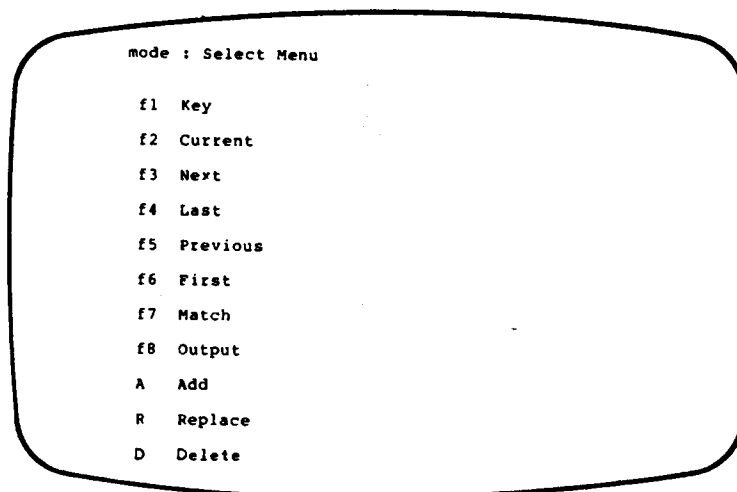 mode : Select Menu
f1 Key
f2 Current
f3 Next
f4 Last
f5 Previous
f6 First
f7 Match
f8 Output
A Add
R Replace
D Delete